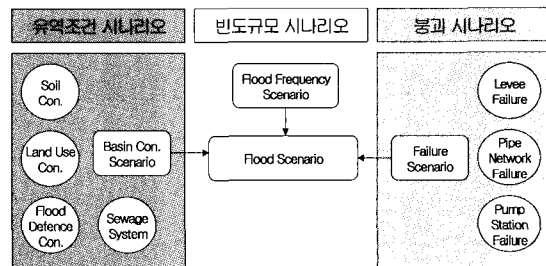 유역조건 시나리오
빈도규모 시나리오
붕괴 시나리오
Soil
Con.
Land Use
Con.
Flood
Defence
Con.
Sewage
System
Basin Con.
Scenario
Flood Frequency
Scenario
Flood Scenario
Failure
Scenario
Levee
Failure
Pipe
Network
Failure
Pump
Station
Failure